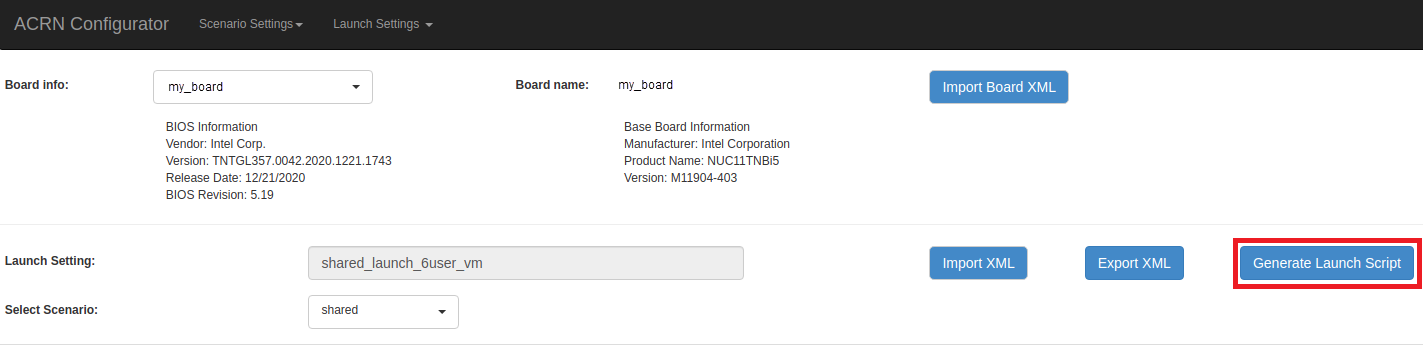 ACRN Configurator Scenario Settings Launch Settings
Board info: my_board Board name: my_board Import Board XML
BIOS Information
Vendor: Intel Corp.
Version: TNTGL357.0042.2020.1221.1743
Release Date: 12/21/2020
BIOS Revision: 5.19
Base Board Information
Manufacturer: Intel Corporation
Product Name: NUC11TNBi5
Version: M11904-403
Launch Setting: shared_launch_6user_vm Import XML Export XML Generate Launch Script
Select Scenario: shared